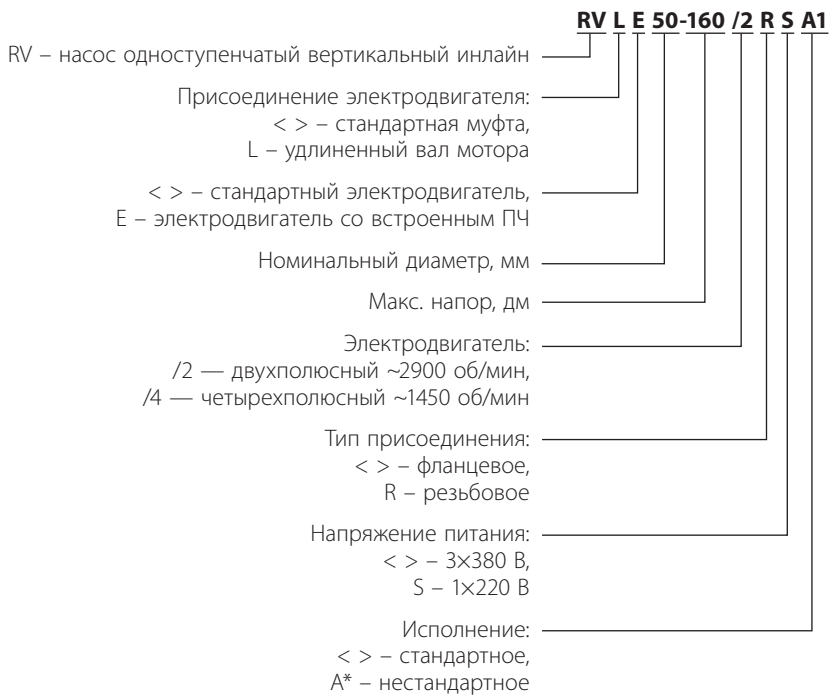 RV L E 50-160 /2 R S A1
RV – насос одноступенчатый вертикальный инлайн
Присоединение электродвигателя:
< > – стандартная муфта,
L – удлиненный вал мотора
< > – стандартный электродвигатель,
E – электродвигатель со встроенным ПЧ
Номинальный диаметр, мм
Макс. напор, дм
Электродвигатель:
/2 — двухполюсный ~2900 об/мин,
/4 — четырехполюсный ~1450 об/мин
Тип присоединения:
< > – фланцевое,
R – резьбовое
Напряжение питания:
< > – 3×380 В,
S – 1×220 В
Исполнение:
< > – стандартное,
A* – нестандартное